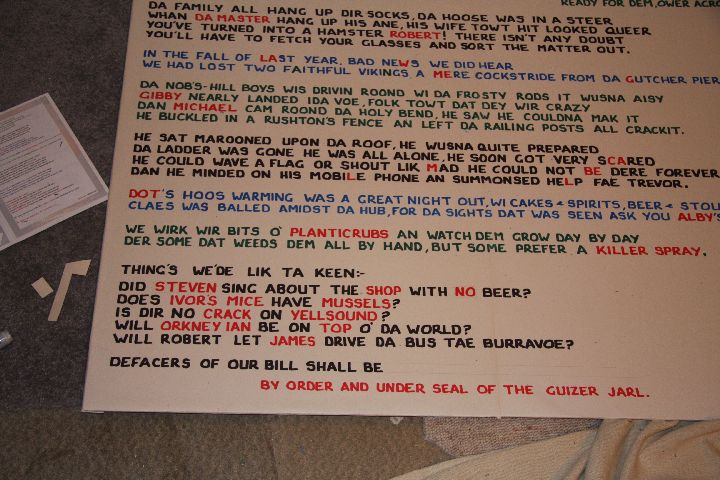 READY FOR DEM, OWER ACRO
DA FAMILY ALL HANG UP DIR SOCKS, DA HOOSE WAS IN A STEER
WHAN DA MASTER HANG UP HIS ANE, HIS WIFE TOWT HIT LOOKED QUEER
YOU'VE TURNED INTO A HAMSTER ROBERT! THERE ISN'T ANY DOUBT
YOU'LL HAVE TO FETCH YOUR GLASSES AND SORT THE MATTER OUT.
IN THE FALL OF LAST YEAR, BAD NEWS WE DID HEAR
WE HAD LOST TWO FAITHFUL VIKINGS, A MERE COCKSTRIDE FROM DA GUTCHER PIER
DA NOB'S-HILL BOYS WIS DRIVIN ROOND WI DA FROSTY RODS IT WUSNA AISY
GIBBY NEARLY LANDED IDA VOE, FOLK TOWT DAT DEY WIR CRAZY
DAN MICHAEL CAM ROOND DA HOLY BEND, HE SAW HE COULDNA MAK IT
HE BUCKLED IN A RUSHTON'S FENCE AN LEFT DA RAILING POSTS ALL CRACKIT.
HE SAT MAROONED UPON DA ROOF, HE WUSNA QUITE PREPARED
DA LADDER WAS GONE HE WAS ALL ALONE, HE SOON GOT VERY SCARED
HE COULD WAVE A FLAG OR SHOUT LIK MAD HE COULD NOT BE DERE FOREVER
DAN HE MINDED ON HIS MOBILE PHONE AN SUMMONSED HELP FAE TREVOR.
DOT'S HOOS WARMING WAS A GREAT NIGHT OUT, WI CAKES + SPIRITS, BEER + STOU
CLAES WAS BALLED AMIDST DA HUB, FOR DA SIGHTS DAT WAS SEEN ASK YOU ALBY'S
WE WIRK WIR BITS O' PLANTICRUBS AN WATCH DEM GROW DAY BY DAY
DER SOME DAT WEEDS DEM ALL BY HAND, BUT SOME PREFER A KILLER SPRAY.
THING'S WE'DE LIK TA KEEN:-
DID STEVEN SING ABOUT THE SHOP WITH NO BEER?
DOES IVOR'S MICE HAVE MUSSELS?
IS DIR NO CRACK ON YELLSOUND?
WILL ORKNEY IAN BE ON TOP O' DA WORLD?
WILL ROBERT LET JAMES DRIVE DA BUS TAE BURRAVOE?
DEFACERS OF OUR BILL SHALL BE
BY ORDER AND UNDER SEAL OF THE GUIZER JARL.